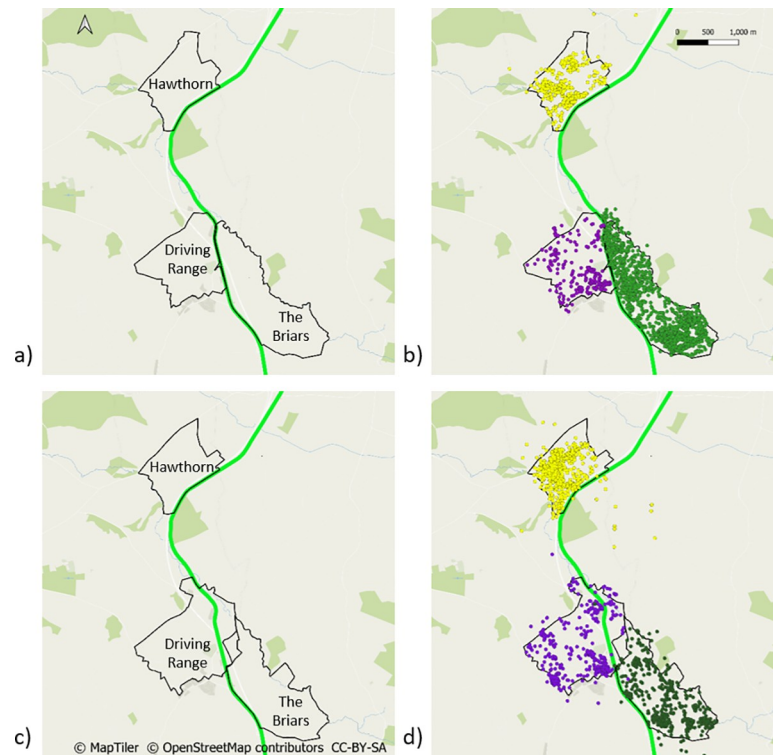 Hawthorn
Driving
Range
The
Briars
a)
0 500 1,000 m
b)
Hawthorn
Driving
Range
The
Briars
c)
© MapTiler © OpenStreetMap contributors CC-BY-SA
d)